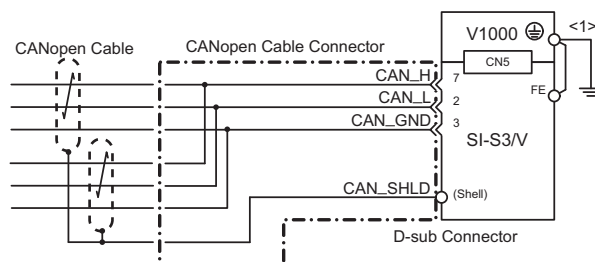 CANopen Cable
CANopen Cable Connector
V1000
<1>
CN5
CAN_H
7
FE
CAN_L
2
CAN_GND
3
SI-S3/V
CAN_SHLD
(Shell)
D-sub Connector